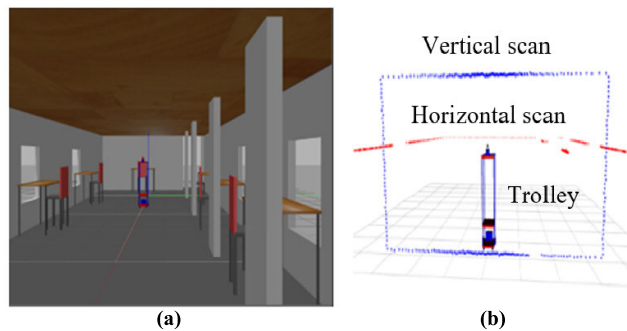 Vertical scan
Horizontal scan
Trolley
(a)
(b)